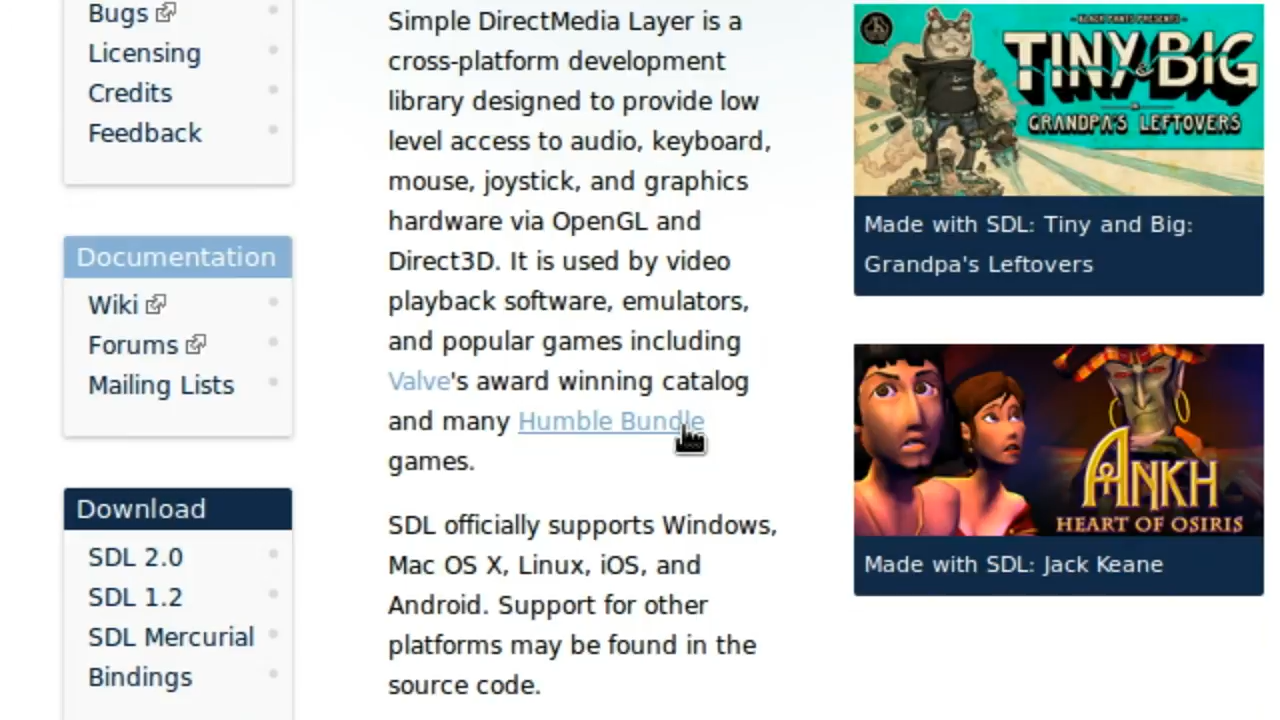 Bugs
Licensing
Credits
Feedback
Documentation
Wiki
Forums
Mailing Lists
Download
SDL 2.0
SDL 1.2
SDL Mercurial
Bindings
Simple DirectMedia Layer is a
cross-platform development
library designed to provide low
level access to audio, keyboard,
mouse, joystick, and graphics
hardware via OpenGL and
Direct3D. It is used by video
playback software, emulators,
and popular games including
Valve's award winning catalog
and many Humble Bundle
games.
SDL officially supports Windows,
Mac OS X, Linux, iOS, and
Android. Support for other
platforms may be found in the
source code.
BLACK PANTS PRESENTS
TINY & BIG
IN
GRANDPA'S LEFTOVERS
Made with SDL: Tiny and Big:
Grandpa's Leftovers
ANKH
HEART OF OSIRIS
Made with SDL: Jack Keane